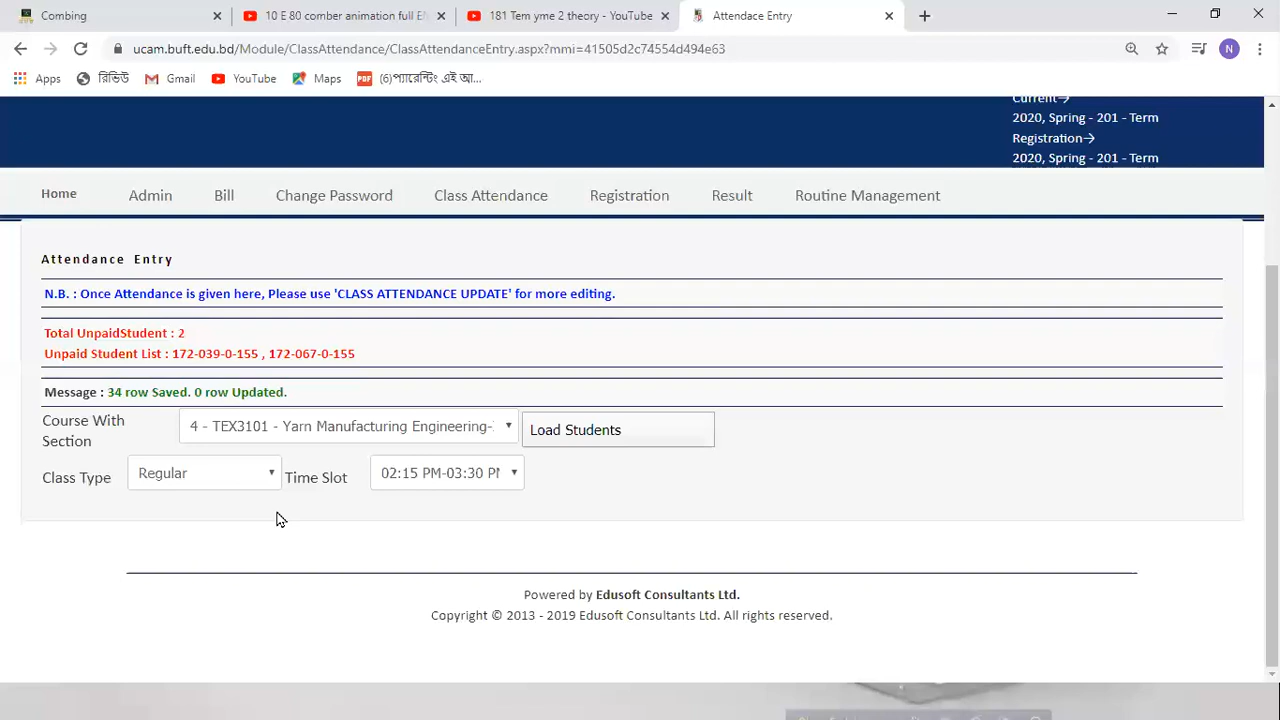 Combing
10 E 80 comber animation full EN
181 Tem yme 2 theory - YouTube
Attendace Entry
ucam.buft.edu.bd/Module/ClassAttendance/ClassAttendanceEntry.aspx?mmi=41505d2c74554d494e63
N
Apps
রিভিউ
Gmail
YouTube
Maps
PDF
(6)প্যারেন্টিং এই আ...
Current→
2020, Spring - 201 - Term
Registration→
2020, Spring - 201 - Term
Home Admin Bill Change Password Class Attendance Registration Result Routine Management
Attendance Entry
N.B. : Once Attendance is given here, Please use 'CLASS ATTENDANCE UPDATE' for more editing.
Total UnpaidStudent : 2
Unpaid Student List : 172-039-0-155 , 172-067-0-155
Message : 34 row Saved. 0 row Updated.
Course With Section
4 - TEX3101 - Yarn Manufacturing Engineering-
Load Students
Class Type
Regular
Time Slot
02:15 PM-03:30 PM
Powered by Edusoft Consultants Ltd.
Copyright © 2013 - 2019 Edusoft Consultants Ltd. All rights reserved.